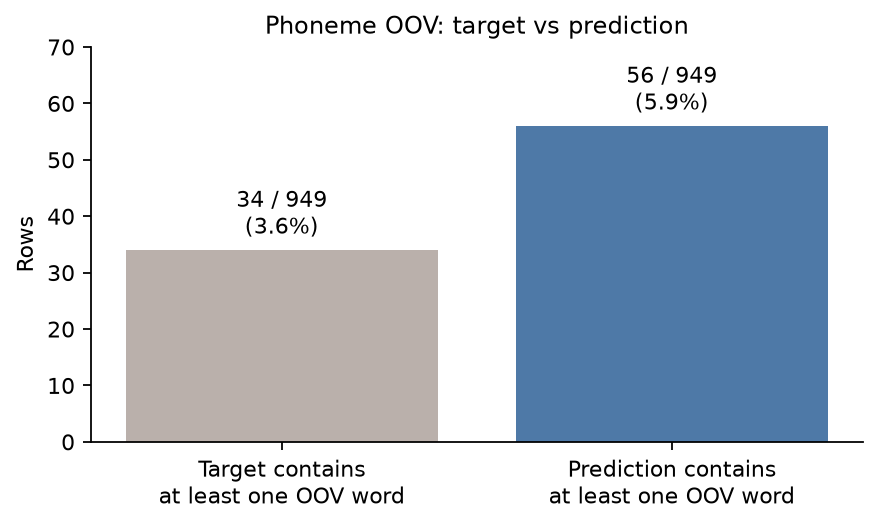 Phoneme OOV: target vs prediction
70
60
50
40
30
20
10
0
Rows
34 / 949
(3.6%)
56 / 949
(5.9%)
Target contains
at least one OOV word
Prediction contains
at least one OOV word